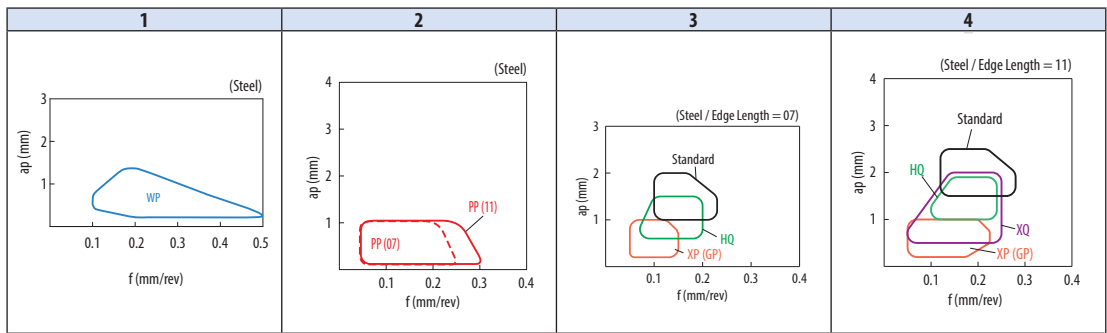 1
2
3
4
(Steel)
3
2
1
ap (mm)
WP
0.1 0.2 0.3 0.4 0.5
f (mm/rev)
(Steel)
4
3
2
1
ap (mm)
PP (11)
PP (07)
0.1 0.2 0.3 0.4
f (mm/rev)
(Steel / Edge Length = 07)
3
2
1
ap (mm)
Standard
HQ
XP (GP)
0.1 0.2 0.3 0.4
f (mm/rev)
(Steel / Edge Length = 11)
4
3
2
1
ap (mm)
Standard
HQ
XQ
XP (GP)
0.1 0.2 0.3 0.4
f (mm/rev)